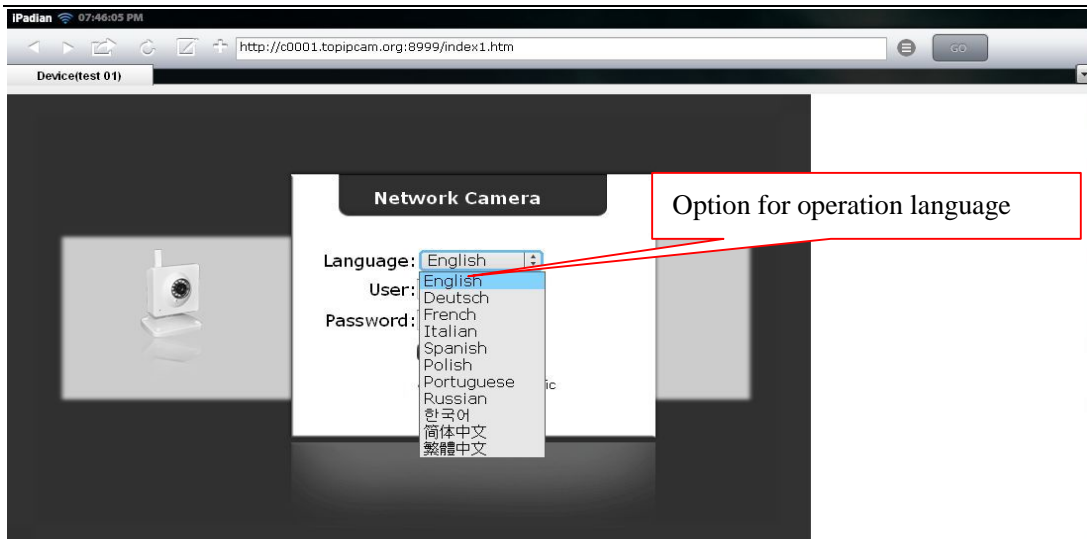 iPadian 07:46:05 PM
http://c0001.topipcam.org:8999/index1.htm
GO
Device(test 01)
Network Camera
Option for operation language
Language: English
User:
Password:
English
Deutsch
French
Italian
Spanish
Polish
Portuguese
Russian
한국어
简体中文
繁體中文
ic